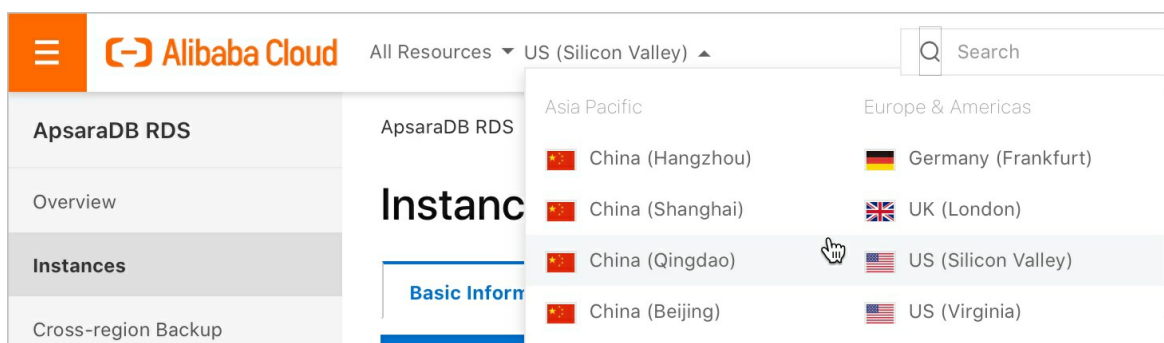 Alibaba Cloud
All Resources
US (Silicon Valley)
Search
ApsaraDB RDS
Overview
Instances
Cross-region Backup
ApsaraDB RDS
Instanc
Basic Inform
Asia Pacific
China (Hangzhou)
China (Shanghai)
China (Qingdao)
China (Beijing)
Europe & Americas
Germany (Frankfurt)
UK (London)
US (Silicon Valley)
US (Virginia)